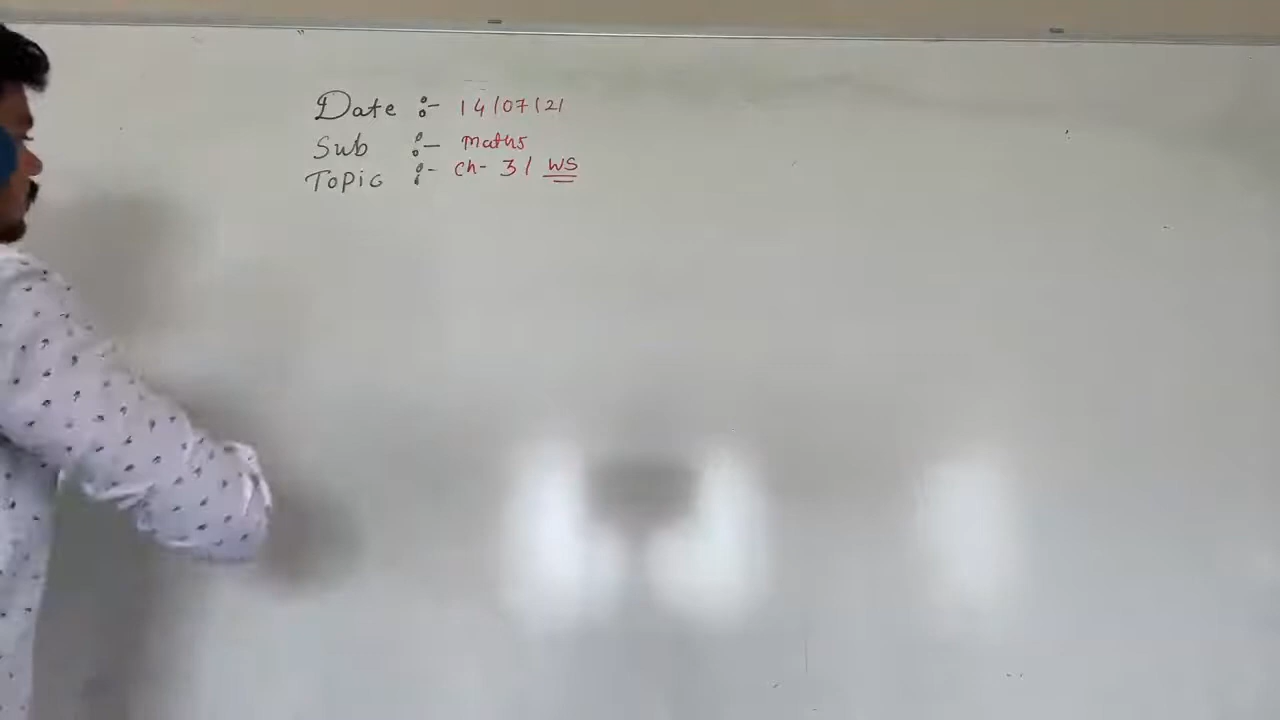 Date :- 14/07/21
Sub :- Maths
Topic :- Ch- 3/ WS